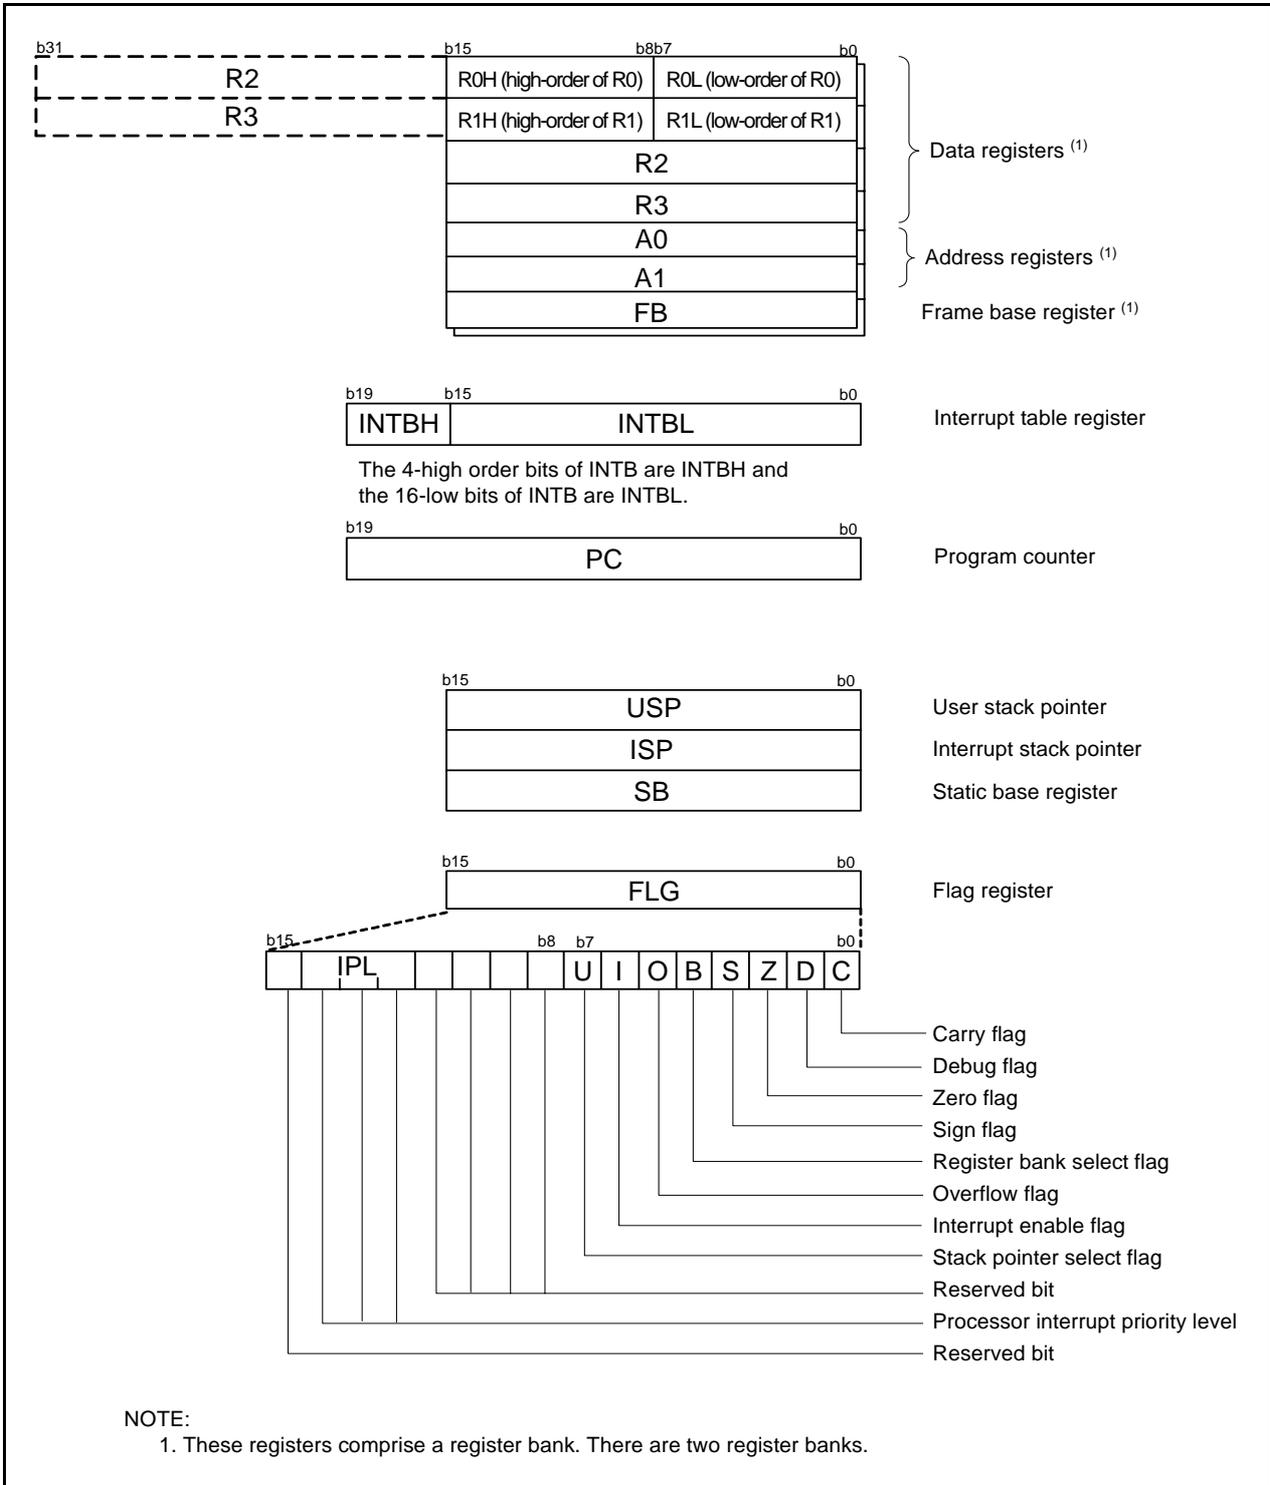 b31 b15 b8b7 b0
R2 R0H (high-order of R0) R0L (low-order of R0)
R3 R1H (high-order of R1) R1L (low-order of R1)
Data registers (1)
R2
R3
A0
Address registers (1)
A1
FB Frame base register (1)
b19 b15 b0
INTBH INTBL Interrupt table register
The 4-high order bits of INTB are INTBH and
the 16-low bits of INTB are INTBL.
b19 b0
PC Program counter
b15 b0
USP User stack pointer
ISP Interrupt stack pointer
SB Static base register
b15 b0
FLG Flag register
b15 b8 b7 b0
IPL U I O B S Z D C
Carry flag
Debug flag
Zero flag
Sign flag
Register bank select flag
Overflow flag
Interrupt enable flag
Stack pointer select flag
Reserved bit
Processor interrupt priority level
Reserved bit
NOTE:
1. These registers comprise a register bank. There are two register banks.